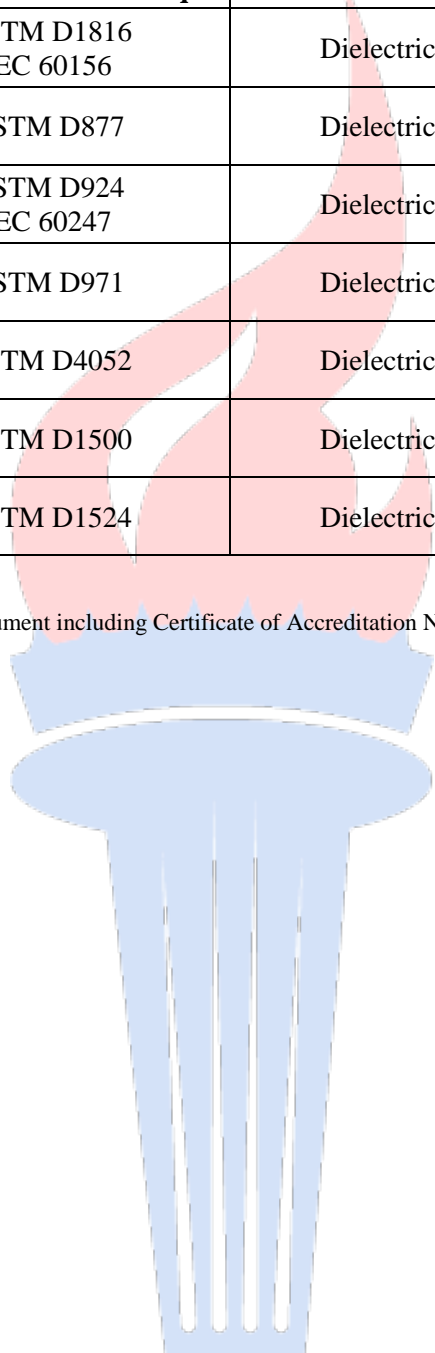 TM D1816
EC 60156
Dielectric
STM D877
Dielectric
STM D924
EC 60247
Dielectric
STM D971
Dielectric
TM D4052
Dielectric
TM D1500
Dielectric
TM D1524
Dielectric
ument including Certificate of Accreditation N